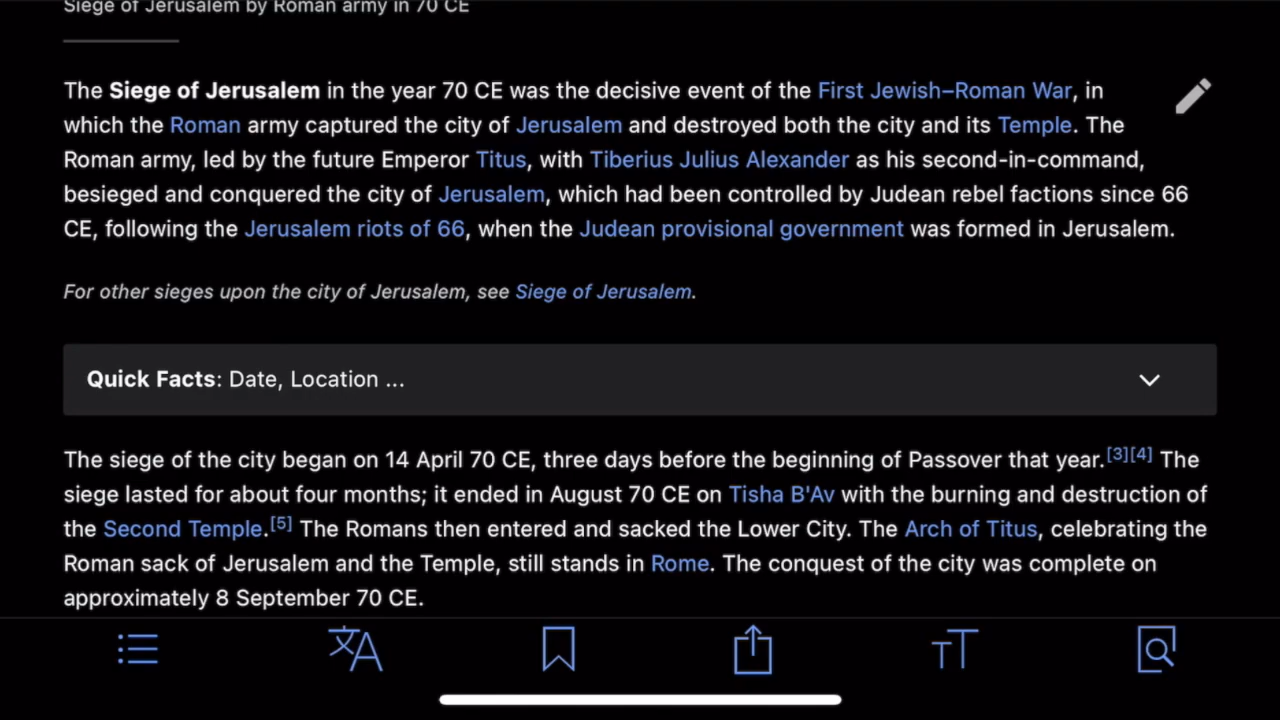 Siege of Jerusalem by Roman army in 70 CE
The Siege of Jerusalem in the year 70 CE was the decisive event of the First Jewish–Roman War, in
which the Roman army captured the city of Jerusalem and destroyed both the city and its Temple. The
Roman army, led by the future Emperor Titus, with Tiberius Julius Alexander as his second-in-command,
besieged and conquered the city of Jerusalem, which had been controlled by Judean rebel factions since 66
CE, following the Jerusalem riots of 66, when the Judean provisional government was formed in Jerusalem.
For other sieges upon the city of Jerusalem, see Siege of Jerusalem.
Quick Facts: Date, Location ...
The siege of the city began on 14 April 70 CE, three days before the beginning of Passover that year.[3][4] The
siege lasted for about four months; it ended in August 70 CE on Tisha B'Av with the burning and destruction of
the Second Temple.[5] The Romans then entered and sacked the Lower City. The Arch of Titus, celebrating the
Roman sack of Jerusalem and the Temple, still stands in Rome. The conquest of the city was complete on
approximately 8 September 70 CE.
文A TT